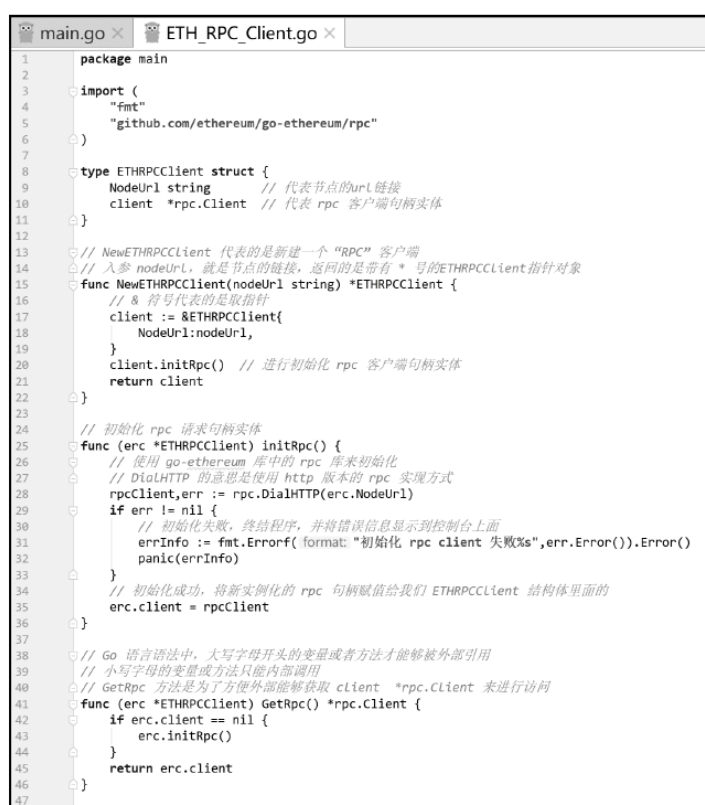 main.go × ETH_RPC_Client.go ×
1 package main
2
3 import (
4 "fmt"
5 "github.com/ethereum/go-ethereum/rpc"
6 )
7
8 type ETHRPCClient struct {
9 NodeUrl string // 代表节点的url链接
10 client *rpc.Client // 代表 rpc 客户端句柄实体
11 }
12
13 // NewETHRPCClient 代表的是新建一个 “RPC” 客户端
14 // 入参 nodeUrl，就是节点的链接，返回的是带有 * 号的ETHRPCClient指针对象
15 func NewETHRPCClient(nodeUrl string) *ETHRPCClient {
16 // & 符号代表的是取指针
17 client := &ETHRPCClient{
18 NodeUrl:nodeUrl,
19 }
20 client.initRpc() // 进行初始化 rpc 客户端句柄实体
21 return client
22 }
23
24 // 初始化 rpc 请求句柄实体
25 func (erc *ETHRPCClient) initRpc() {
26 // 使用 go-ethereum 库中的 rpc 库来初始化
27 // DialHTTP 的意思是使用 http 版本的 rpc 实现方式
28 rpcClient,err := rpc.DialHTTP(erc.NodeUrl)
29 if err != nil {
30 // 初始化失败，终结程序，并将错误信息显示到控制台上面
31 errInfo := fmt.Errorf( format: "初始化 rpc client 失败%s",err.Error()).Error()
32 panic(errInfo)
33 }
34 // 初始化成功，将新实例化的 rpc 句柄赋值给我们 ETHRPCClient 结构体里面的
35 erc.client = rpcClient
36 }
37
38 // Go 语言语法中，大写字母开头的变量或者方法才能够被外部引用
39 // 小写字母的变量或方法只能内部调用
40 // GetRpc 方法是为了方便外部能够获取 client *rpc.Client 来进行访问
41 func (erc *ETHRPCClient) GetRpc() *rpc.Client {
42 if erc.client == nil {
43 erc.initRpc()
44 }
45 return erc.client
46 }
47